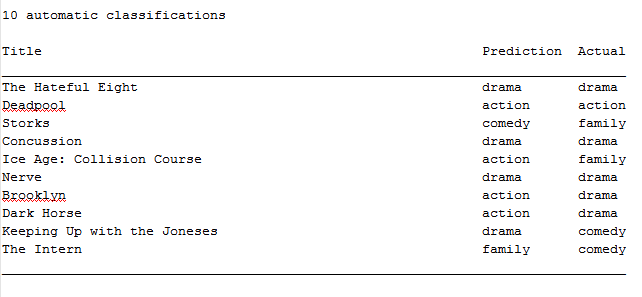 10 automatic classifications
Title Prediction Actual
The Hateful Eight drama drama
Deadpool action action
Storks comedy family
Concussion drama drama
Ice Age: Collision Course action family
Nerve drama drama
Brooklyn action drama
Dark Horse action drama
Keeping Up with the Joneses drama comedy
The Intern family comedy